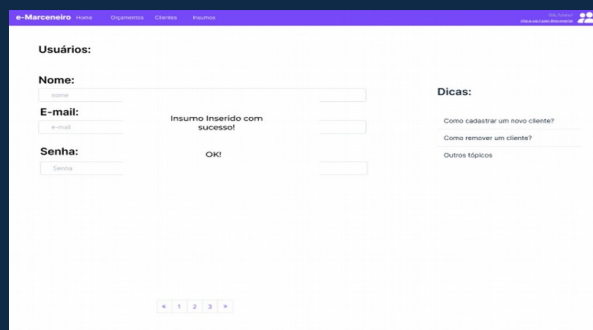 e-Marceneiro Home Orçamentos Clientes Insumos
Usuários:
Nome:
nome
E-mail:
e-mail
Senha:
Senha
Insumo Inserido com
sucesso!
OK!
Dicas:
Como cadastrar um novo cliente?
Como remover um cliente?
Outros tópicos
< 1 2 3 >